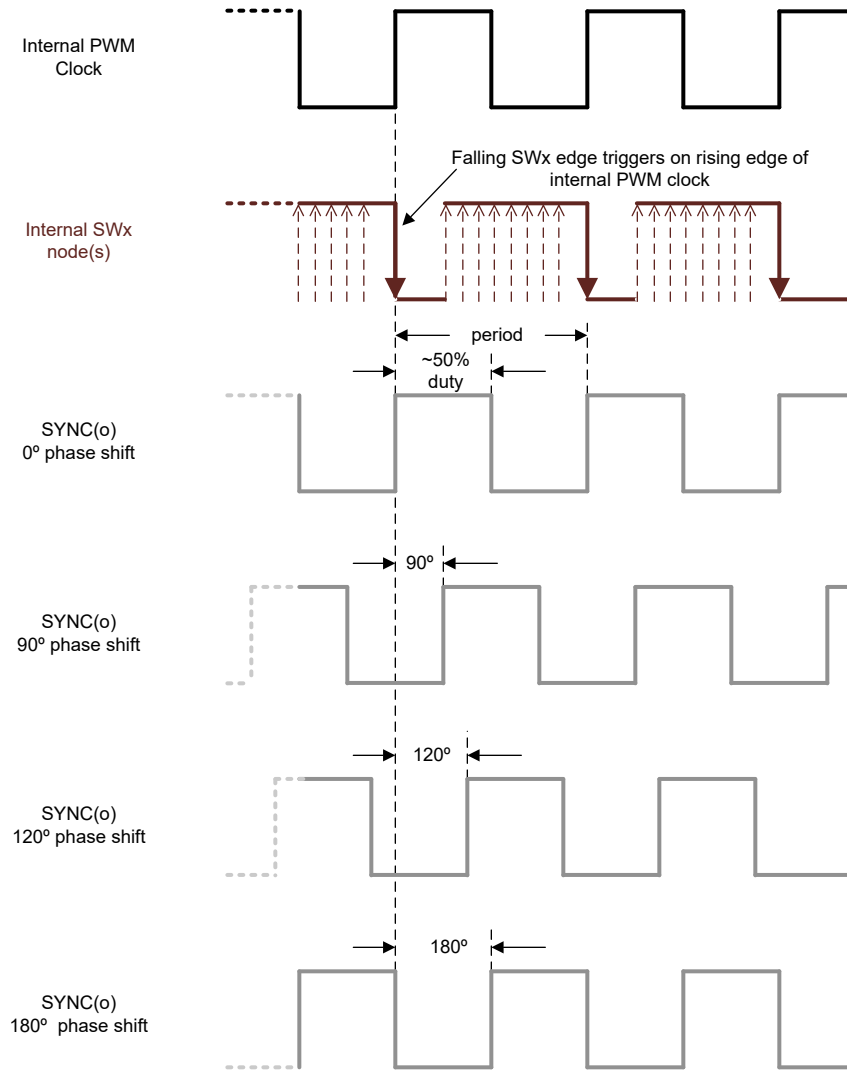 Internal PWM
Clock
Falling SWx edge triggers on rising edge of
internal PWM clock
Internal SWx
node(s)
period
~50%
duty
SYNC(o)
0º phase shift
90º
SYNC(o)
90º phase shift
120º
SYNC(o)
120º phase shift
180º
SYNC(o)
180º phase shift